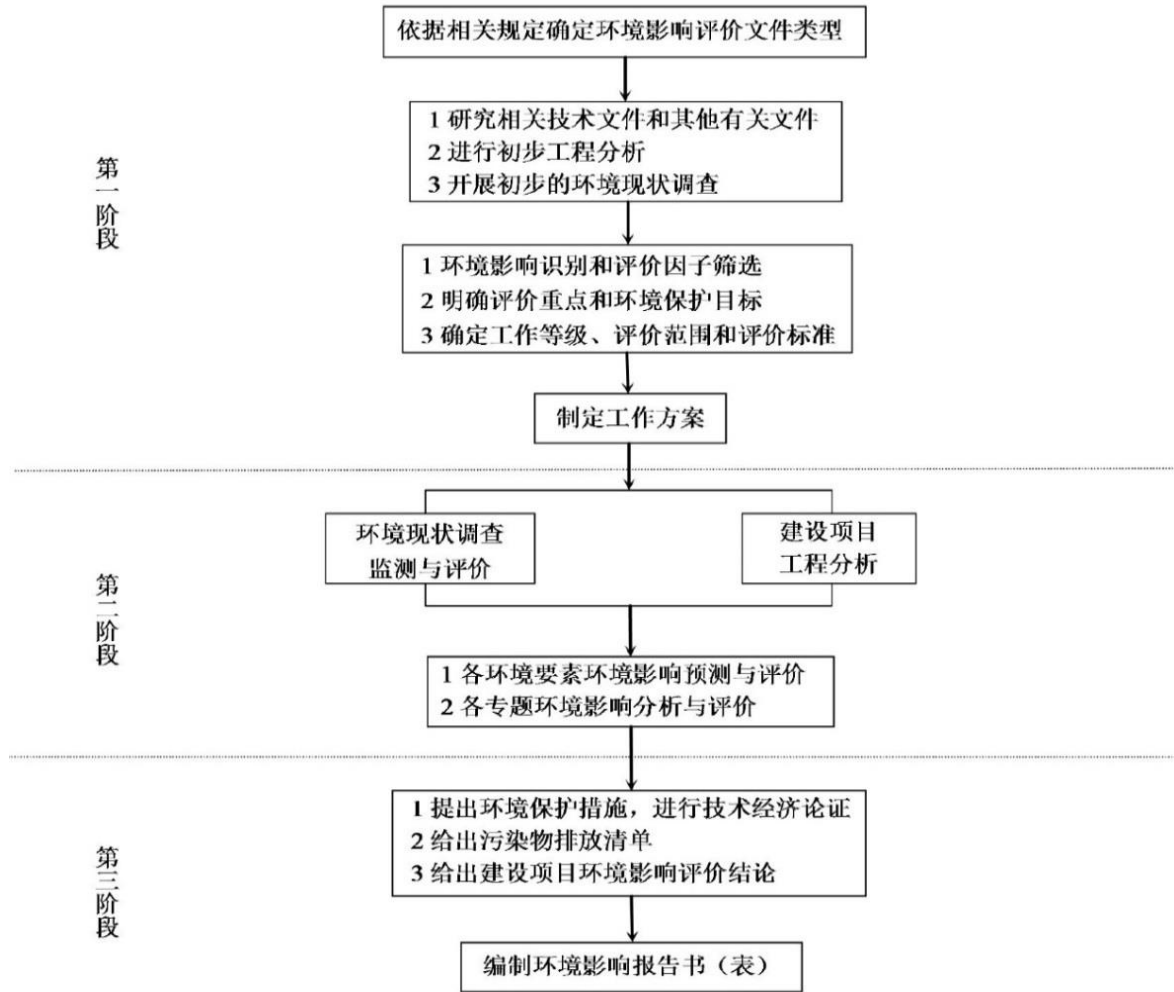 依据相关规定确定环境影响评价文件类型
1 研究相关技术文件和其他有关文件
2 进行初步工程分析
3 开展初步的环境现状调查
第一阶段
1 环境影响识别和评价因子筛选
2 明确评价重点和环境保护目标
3 确定工作等级、评价范围和评价标准
制定工作方案
环境现状调查
监测与评价
建设项目
工程分析
第二阶段
1 各环境要素环境影响预测与评价
2 各专题环境影响分析与评价
1 提出环境保护措施，进行技术经济论证
2 给出污染物排放清单
3 给出建设项目环境影响评价结论
第三阶段
编制环境影响报告书（表）